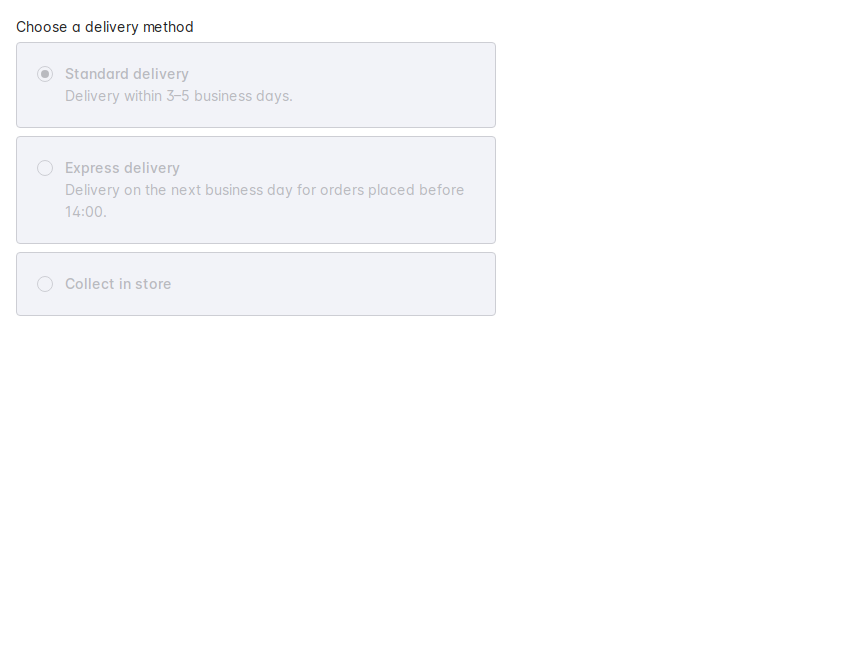 Choose a delivery method
Standard delivery
Delivery within 3–5 business days.
Express delivery
Delivery on the next business day for orders placed before
14:00.
Collect in store